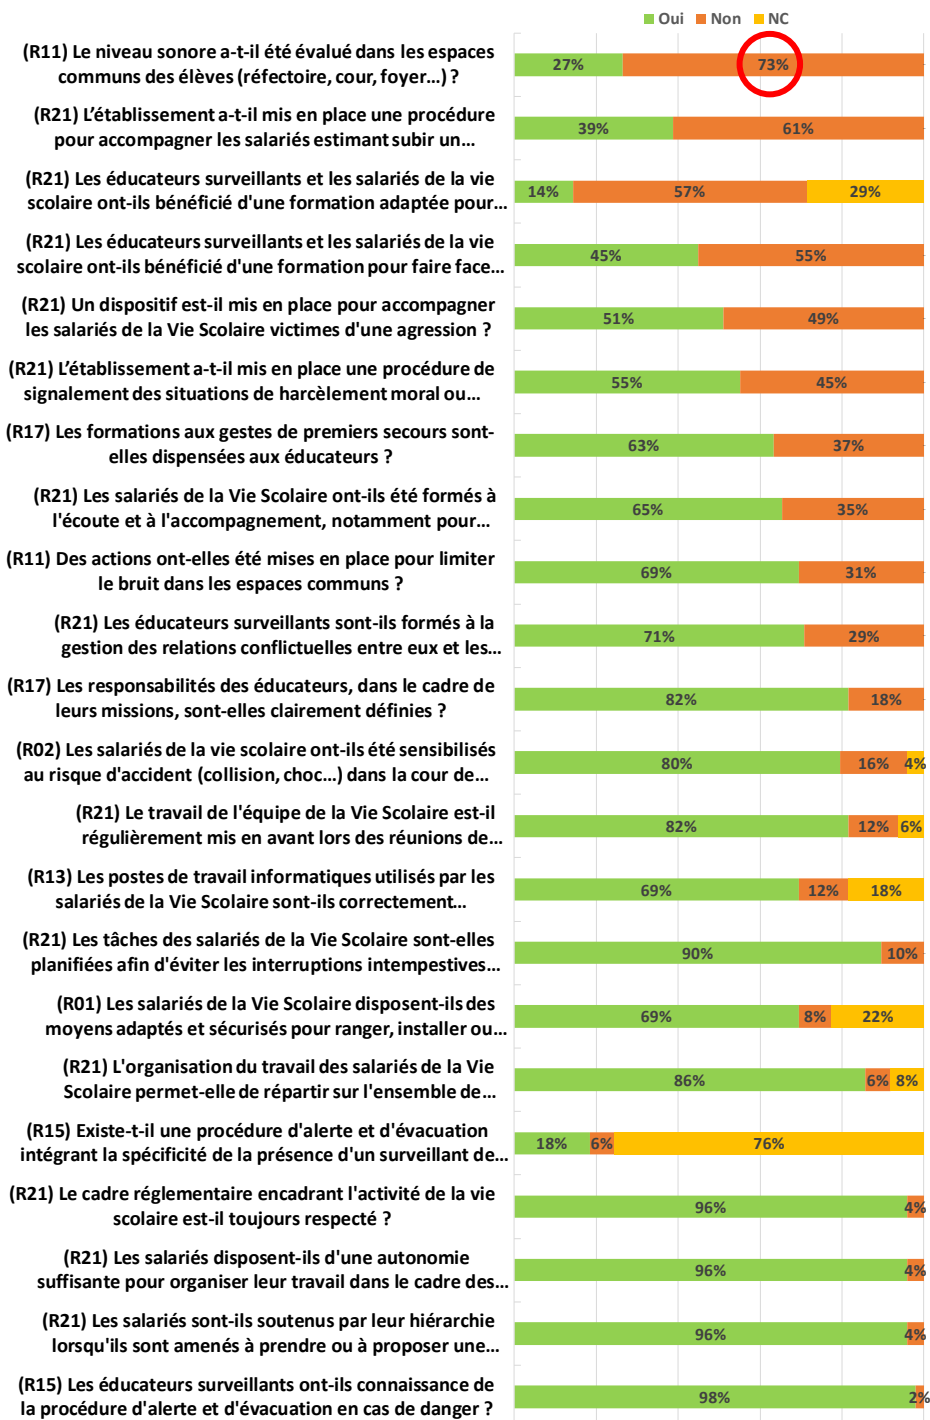 Oui Non NC
(R11) Le niveau sonore a-t-il été évalué dans les espaces
communs des élèves (réfectoire, cour, foyer...) ?
27% 73%
(R21) L’établissement a-t-il mis en place une procédure
pour accompagner les salariés estimant subir un...
39% 61%
(R21) Les éducateurs surveillants et les salariés de la vie
scolaire ont-ils bénéficié d'une formation adaptée pour...
14% 57% 29%
(R21) Les éducateurs surveillants et les salariés de la vie
scolaire ont-ils bénéficié d'une formation pour faire face...
45% 55%
(R21) Un dispositif est-il mis en place pour accompagner
les salariés de la Vie Scolaire victimes d'une agression ?
51% 49%
(R21) L’établissement a-t-il mis en place une procédure de
signalement des situations de harcèlement moral ou...
55% 45%
(R17) Les formations aux gestes de premiers secours sont-
elles dispensées aux éducateurs ?
63% 37%
(R21) Les salariés de la Vie Scolaire ont-ils été formés à
l'écoute et à l'accompagnement, notamment pour...
65% 35%
(R11) Des actions ont-elles été mises en place pour limiter
le bruit dans les espaces communs ?
69% 31%
(R21) Les éducateurs surveillants sont-ils formés à la
gestion des relations conflictuelles entre eux et les...
71% 29%
(R17) Les responsabilités des éducateurs, dans le cadre de
leurs missions, sont-elles clairement définies ?
82% 18%
(R02) Les salariés de la vie scolaire ont-ils été sensibilisés
au risque d'accident (collision, choc...) dans la cour de...
80% 16% 4%
(R21) Le travail de l'équipe de la Vie Scolaire est-il
régulièrement mis en avant lors des réunions de...
82% 12% 6%
(R13) Les postes de travail informatiques utilisés par les
salariés de la Vie Scolaire sont-ils correctement...
69% 12% 18%
(R21) Les tâches des salariés de la Vie Scolaire sont-elles
planifiées afin d'éviter les interruptions intempestives...
90% 10%
(R01) Les salariés de la Vie Scolaire disposent-ils des
moyens adaptés et sécurisés pour ranger, installer ou...
69% 8% 22%
(R21) L'organisation du travail des salariés de la Vie
Scolaire permet-elle de répartir sur l'ensemble de...
86% 6% 8%
(R15) Existe-t-il une procédure d'alerte et d'évacuation
intégrant la spécificité de la présence d'un surveillant de...
18% 6% 76%
(R21) Le cadre réglementaire encadrant l'activité de la vie
scolaire est-il toujours respecté ?
96% 4%
(R21) Les salariés disposent-ils d'une autonomie
suffisante pour organiser leur travail dans le cadre des...
96% 4%
(R21) Les salariés sont-ils soutenus par leur hiérarchie
lorsqu'ils sont amenés à prendre ou à proposer une...
96% 4%
(R15) Les éducateurs surveillants ont-ils connaissance de
la procédure d'alerte et d'évacuation en cas de danger ?
98% 2%